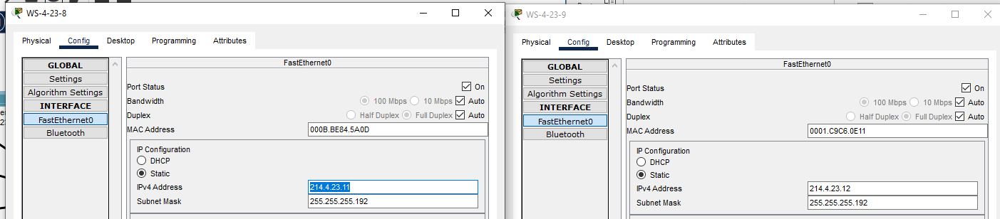 WS-4-23-8
Physical Config Desktop Programming Attributes
GLOBAL
Settings
Algorithm Settings
INTERFACE
FastEthernet0
Bluetooth
FastEthernet0
Port Status On
Bandwidth 100 Mbps 10 Mbps Auto
Duplex Half Duplex Full Duplex Auto
MAC Address 000B.BE84.5A0D
IP Configuration
DHCP
Static
IPv4 Address 214.4.23.11
Subnet Mask 255.255.255.192
WS-4-23-9
Physical Config Desktop Programming Attributes
GLOBAL
Settings
Algorithm Settings
INTERFACE
FastEthernet0
Bluetooth
FastEthernet0
Port Status On
Bandwidth 100 Mbps 10 Mbps Auto
Duplex Half Duplex Full Duplex Auto
MAC Address 0001.C9C6.0E11
IP Configuration
DHCP
Static
IPv4 Address 214.4.23.12
Subnet Mask 255.255.255.192